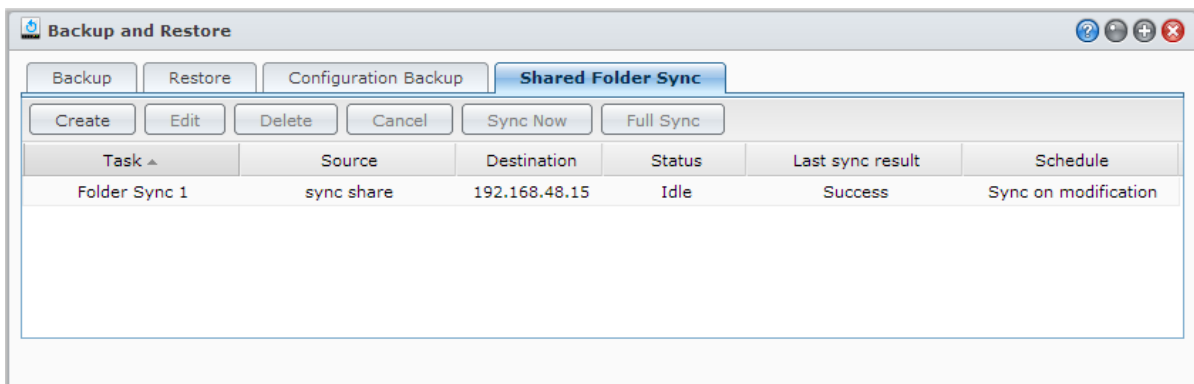 Backup and Restore
Backup Restore Configuration Backup Shared Folder Sync
Create Edit Delete Cancel Sync Now Full Sync
Task Source Destination Status Last sync result Schedule
Folder Sync 1 sync share 192.168.48.15 Idle Success Sync on modification